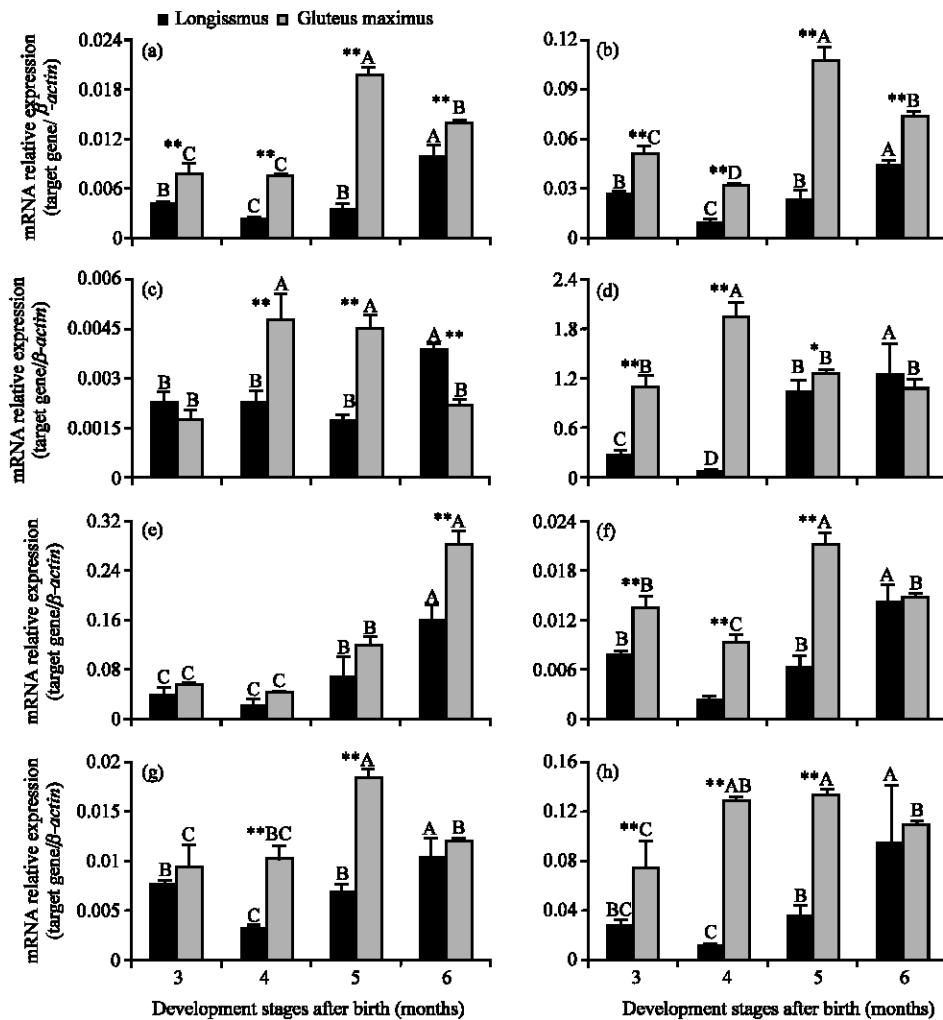 Longissmus Gluteus maximus
mRNA relative expression
(target gene/β-actin)
(a)
0.024
0.018
0.012
0.006
0
B **C
C **C
B **A
A **B
(b)
0.12
0.09
0.06
0.03
0
B **C
C **D
B **A
A **B
mRNA relative expression
(target gene/β-actin)
(c)
0.006
0.0045
0.003
0.0015
0
B B
B ** A
B ** A
A ** B
(d)
2.4
1.8
1.2
0.6
0
C **B
D **A
B * B
A B
mRNA relative expression
(target gene/β-actin)
(e)
0.32
0.24
0.16
0.08
0
C C
C C
B B
A **A
(f)
0.024
0.018
0.012
0.006
0
B **B
**C
B **A
A B
mRNA relative expression
(target gene/β-actin)
(g)
0.02
0.015
0.01
0.005
0
B C
C **BC
B **A
A B
3 4 5 6
Development stages after birth (months)
(h)
0.16
0.12
0.08
0.04
0
BC **C
C **AB
B **A
A B
3 4 5 6
Development stages after birth (months)